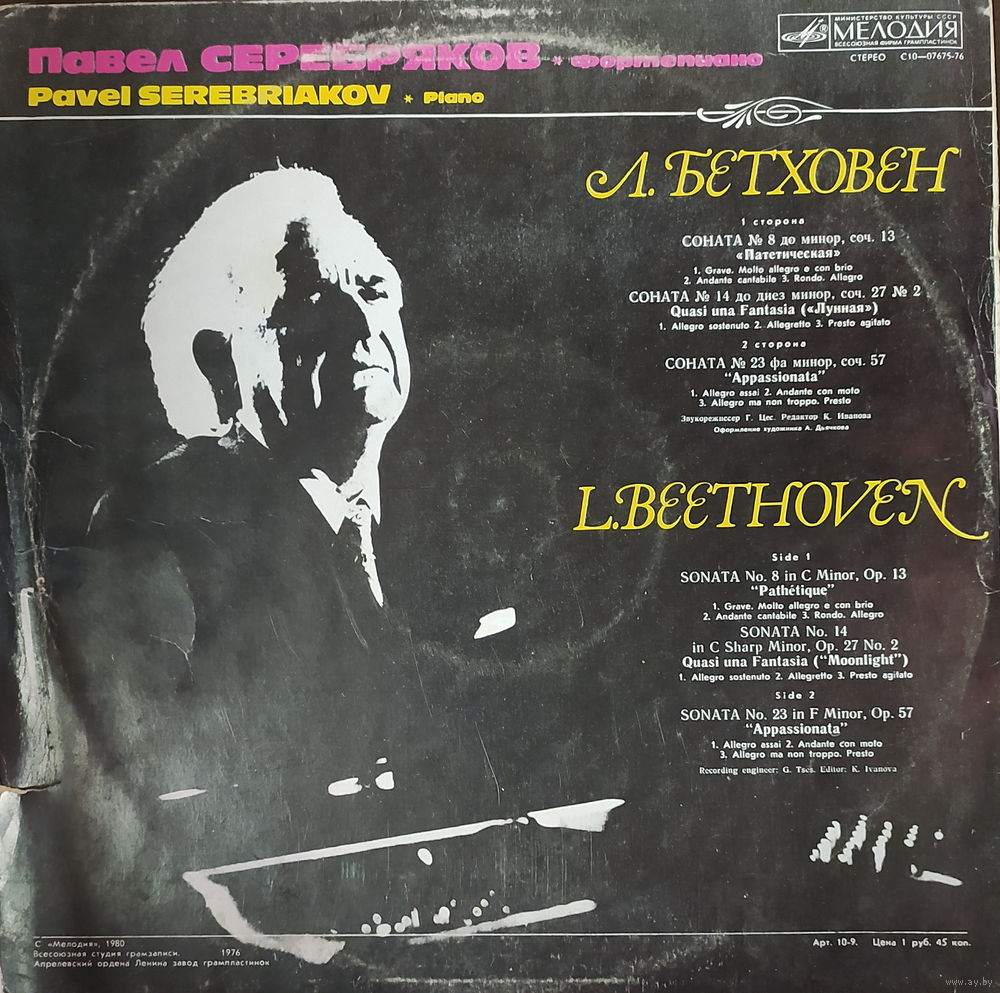 Павел СЕРЕБРЯКОВ * Фортепиано
Pavel SEREBRIAKOV * Piano
МИНИСТЕРСТВО КУЛЬТУРЫ СССР
МЕЛОДИЯ
ВСЕСОЮЗНАЯ ФИРМА ГРАМПЛАСТИНОК
СТЕРЕО С10—07675-76
Л. БЕТХОВЕН
1 сторона
СОНАТА № 8 до минор, соч. 13
«Патетическая»
1. Grave. Molto allegro e con brio
2. Andante cantabile 3. Rondo. Allegro
СОНАТА № 14 до диез минор, соч. 27 № 2
Quasi una Fantasia («Лунная»)
1. Allegro sostenuto 2. Allegretto 3. Presto agitato
2 сторона
СОНАТА № 23 фа минор, соч. 57
"Appassionata"
1. Allegro assai 2. Andante con moto
3. Allegro ma non troppo. Presto
Звукорежиссер Г. Цес. Редактор К. Иванова
Оформление художника А. Дьячкова
L. BEETHOVEN
Side 1
SONATA No. 8 in C Minor, Op. 13
"Pathétique"
1. Grave. Molto allegro e con brio
2. Andante cantabile 3. Rondo. Allegro
SONATA No. 14
in C Sharp Minor, Op. 27 No. 2
Quasi una Fantasia ("Moonlight")
1. Allegro sostenuto 2. Allegretto 3. Presto agitato
Side 2
SONATA No. 23 in F Minor, Op. 57
"Appassionata"
1. Allegro assai 2. Andante con moto
3. Allegro ma non troppo. Presto
Recording engineer: G. Tses. Editor: K. Ivanova
С «Мелодия», 1980
Всесоюзная студия грамзаписи. 1976
Апрелевский ордена Ленина завод грампластинок
Арт. 10-9. Цена 1 руб. 45 коп.
www.ay.by